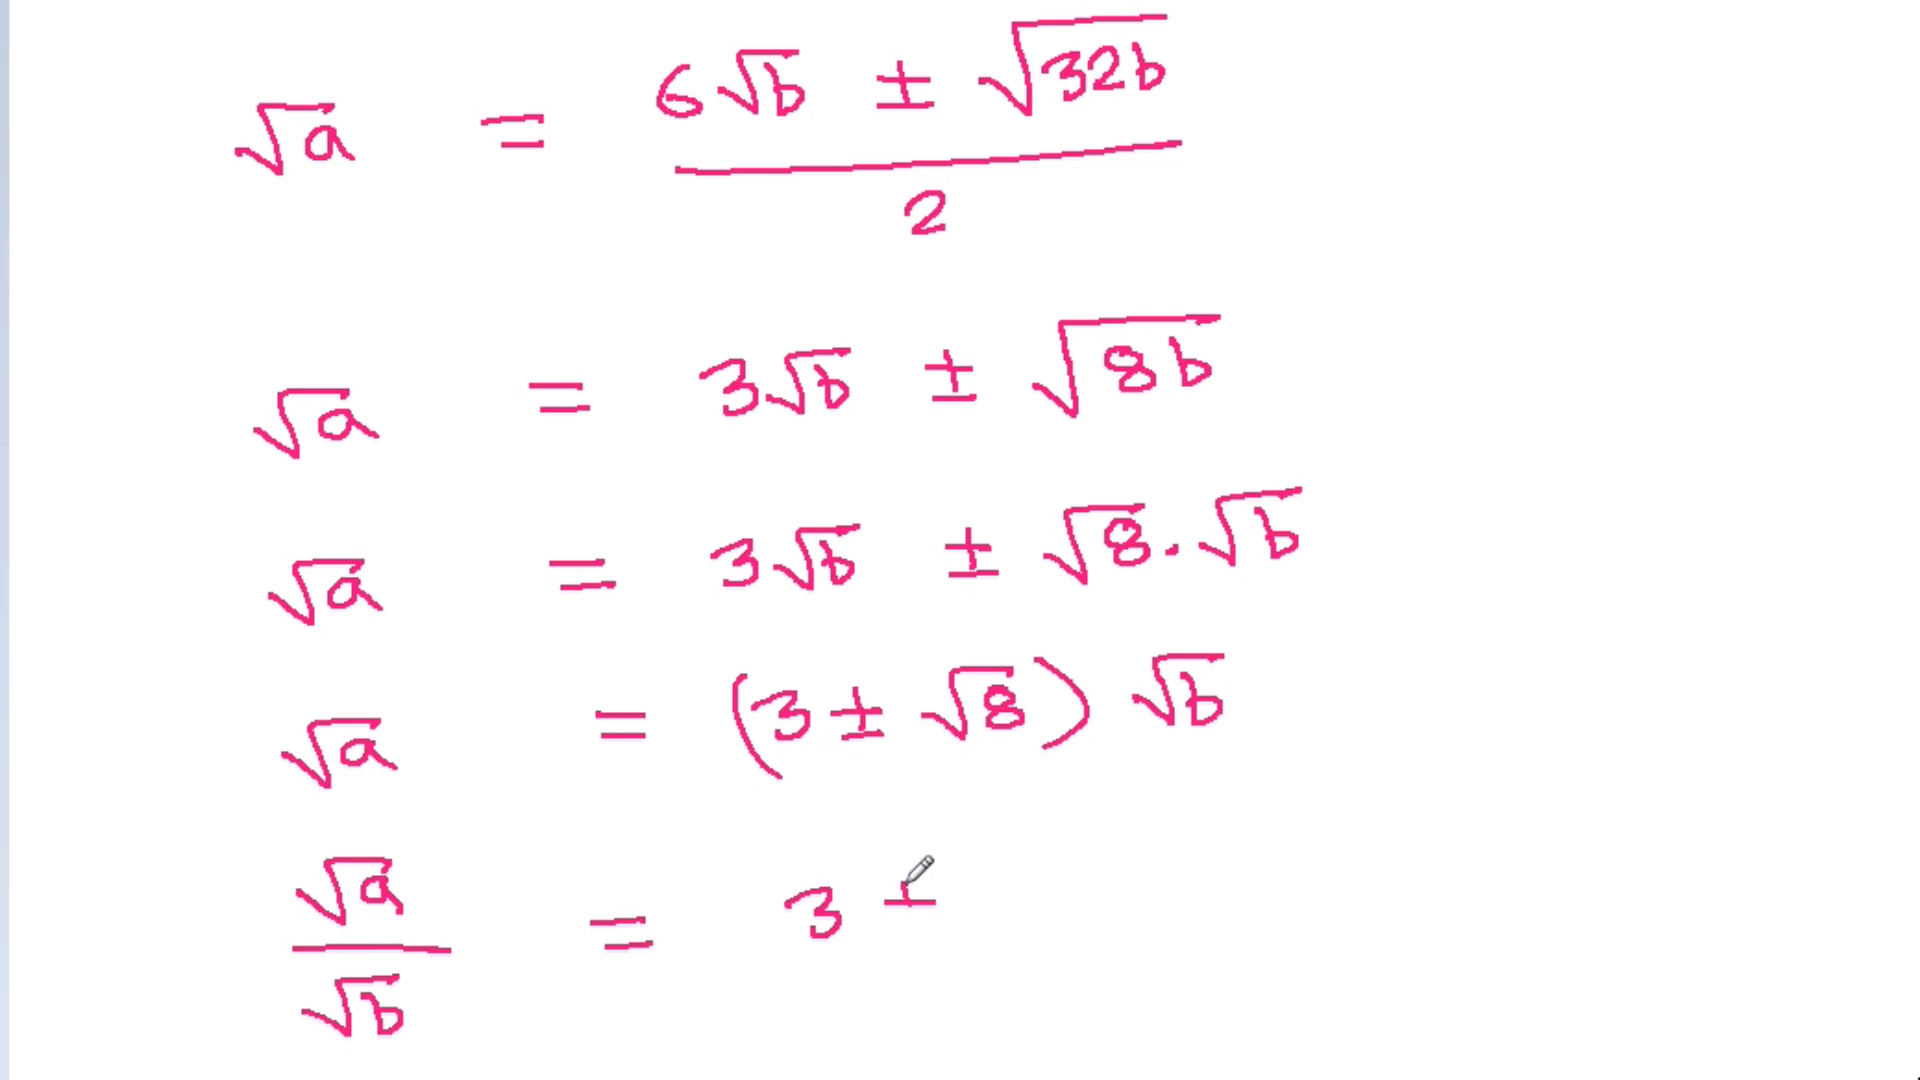 √a = (6√b ± √(32b)) / 2
√a = 3√b ± √(8b)
√a = 3√b ± √8 . √b
√a = (3 ± √8) √b
√a / √b = 3 ±